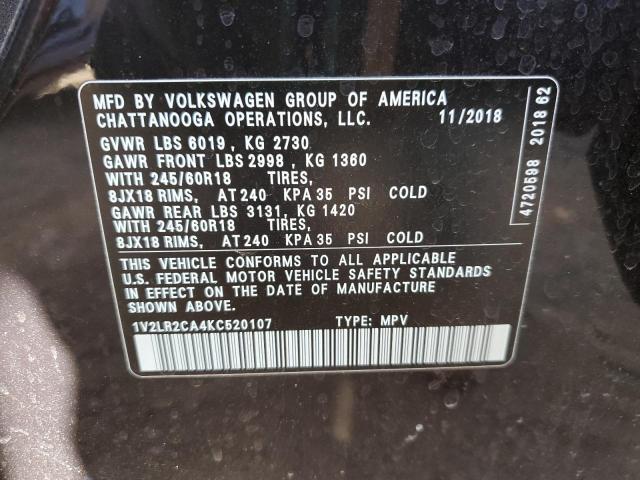 MFD BY VOLKSWAGEN GROUP OF AMERICA
CHATTANOOGA OPERATIONS, LLC. 11/2018
GVWR LBS 6019, KG 2730
GAWR FRONT LBS 2998, KG 1360
WITH 245/60R18 TIRES,
8JX18 RIMS, AT 240 KPA 35 PSI COLD
GAWR REAR LBS 3131, KG 1420
WITH 245/60R18 TIRES,
8JX18 RIMS, AT 240 KPA 35 PSI COLD
THIS VEHICLE CONFORMS TO ALL APPLICABLE
U.S. FEDERAL MOTOR VEHICLE SAFETY STANDARDS
IN EFFECT ON THE DATE OF MANUFACTURE
SHOWN ABOVE.
1V2LR2CA4KC520107 TYPE: MPV
4720598 2018 62